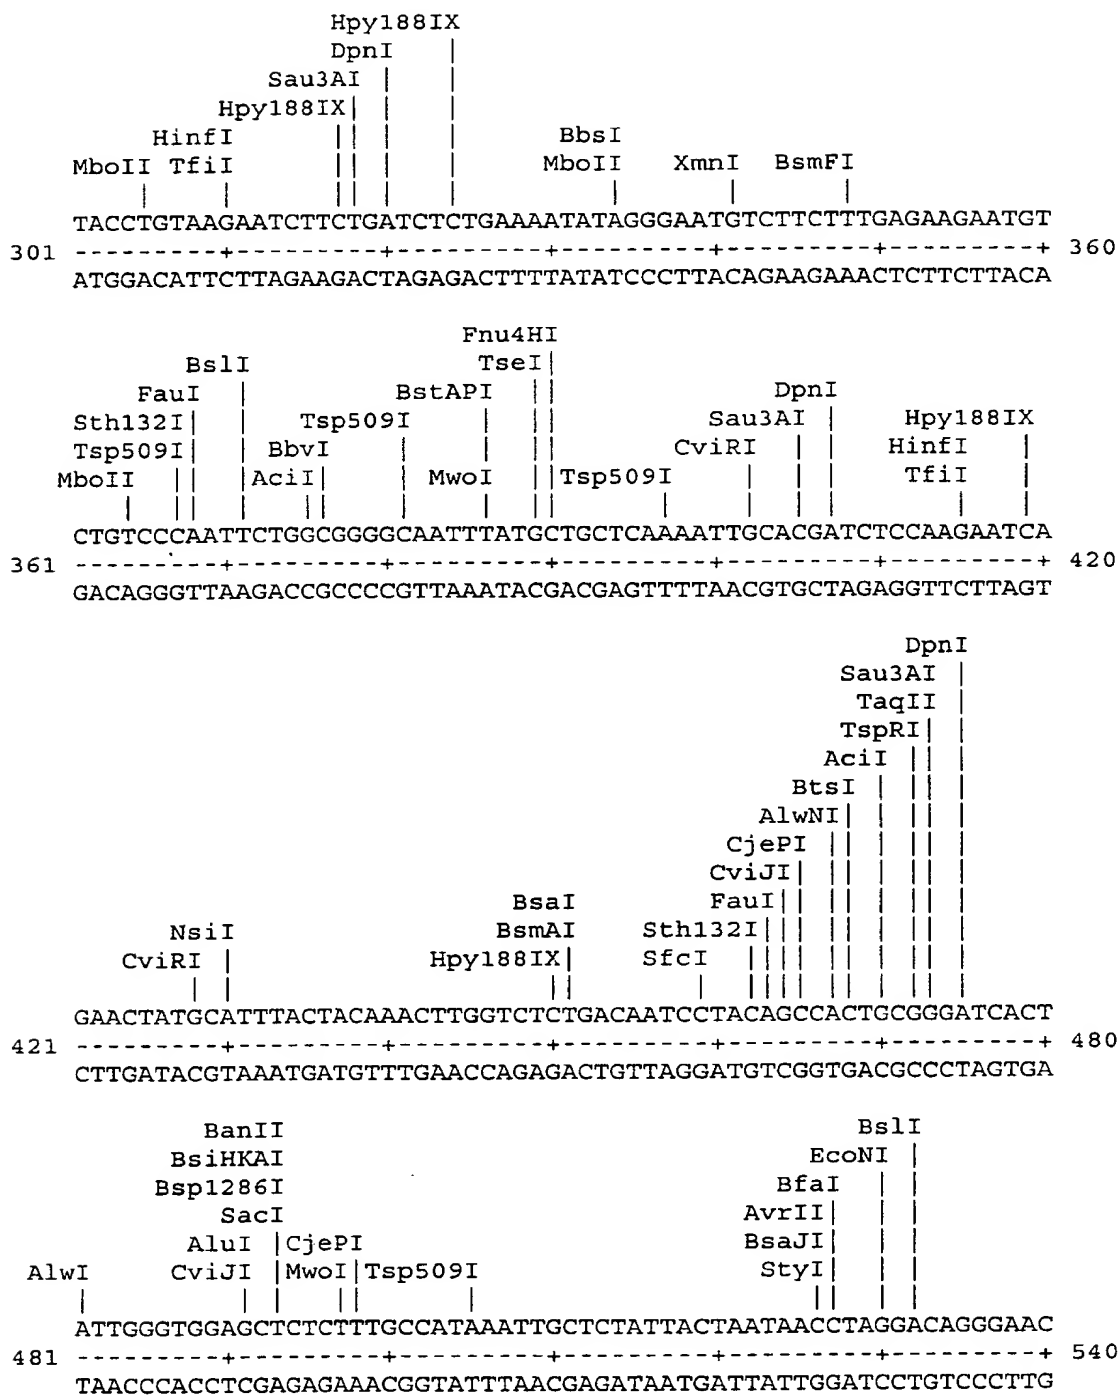 Hpy188IX
DpnI
Sau3AI
Hpy188IX
HinfI BbsI
MboII TfiI MboII XmnI BsmFI
TACCTGTAAGAATCTTCTGATCTCTGAAAATATAGGGAATGTCTTCTTTGAGAAGAATGT
301 ---------+---------+---------+---------+---------+---------+ 360
ATGGACATTCTTAGAAGACTAGAGACTTTTATATCCCTTACAGAAGAAACTCTTCTTACA
Fnu4HI
BslI TseI
FauI BstAPI DpnI
Sth132I Tsp509I Sau3AI Hpy188IX
Tsp509I BbvI CviRI HinfI
MboII AciI MwoI Tsp509I TfiI
CTGTCCCAATTCTGGCGGGGCAATTTATGCTGCTCAAAATTGCACGATCTCCAAGAATCA
361 ---------+---------+---------+---------+---------+---------+ 420
GACAGGGTTAAGACCGCCCCGTTAAATACGACGAGTTTTAACGTGCTAGAGGTTCTTAGT
DpnI
Sau3AI
TaqII
TspRI
AciI
BtsI
AlwNI
CjePI
CviJI
BsaI FauI
NsiI BsmAI Sth132I
CviRI Hpy188IX SfcI
GAACTATGCATTTACTACAAACTTGGTCTCTGACAATCCTACAGCCACTGCGGGATCACT
421 ---------+---------+---------+---------+---------+---------+ 480
CTTGATACGTAAATGATGTTTGAACCAGAGACTGTTAGGATGTCGGTGACGCCCTAGTGA
BanII BslI
BsiHKAI EcoNI
Bsp1286I BfaI
SacI AvrII
AluI CjePI BsaJI
AlwI CviJI MwoI Tsp509I StyI
ATTGGGTGGAGCTCTCTTTGCCATAAATTGCTCTATTACTAATAACCTAGGACAGGGAAC
481 ---------+---------+---------+---------+---------+---------+ 540
TAACCCACCTCGAGAGAAACGGTATTTAACGAGATAATGATTATTGGATCCTGTCCCTTG